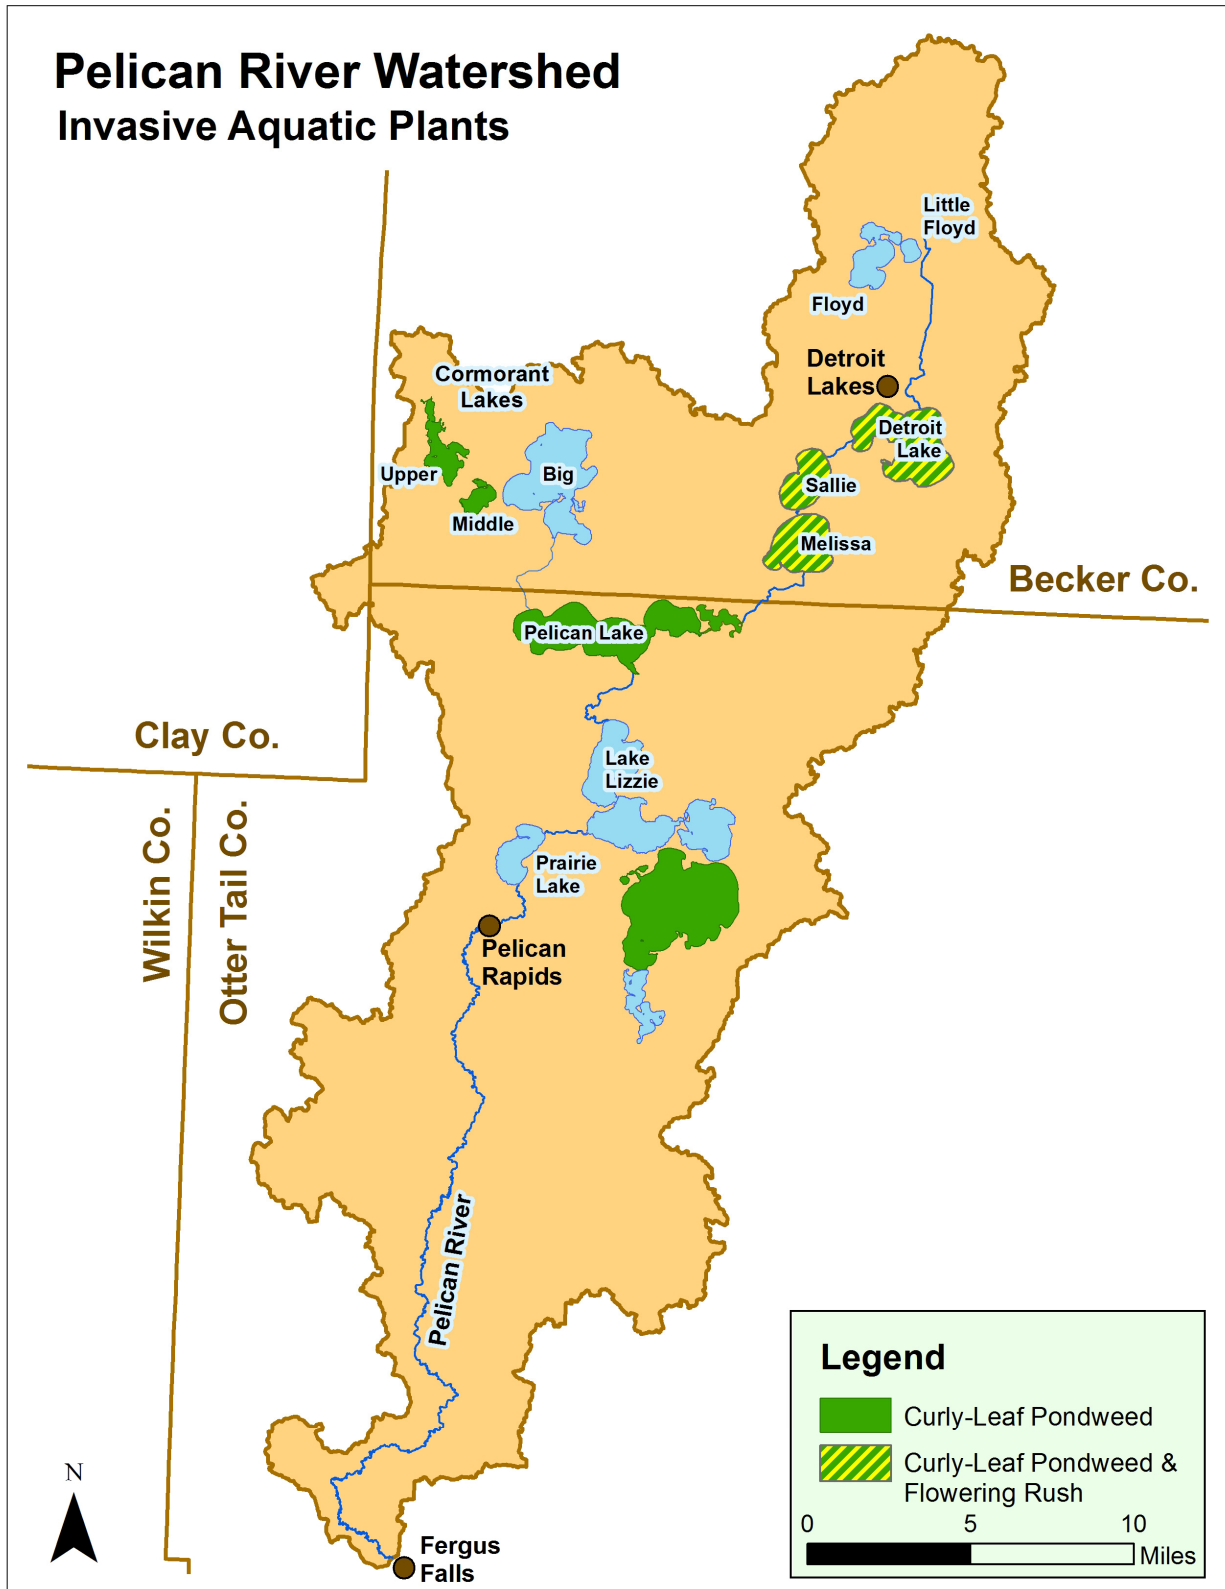 Pelican River Watershed
Invasive Aquatic Plants
Little
Floyd
Floyd
Detroit
Lakes
Cormorant
Lakes
Detroit
Lake
Upper
Big
Sallie
Middle
Melissa
Becker Co.
Pelican Lake
Clay Co.
Lake
Lizzie
Wilkin Co.
Otter Tail Co.
Prairie
Lake
Pelican
Rapids
Pelican River
Legend
Curly-Leaf Pondweed
Curly-Leaf Pondweed &
Flowering Rush
0 5 10
Miles
N
Fergus
Falls